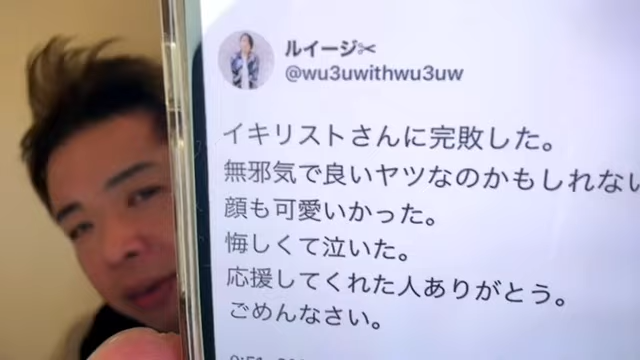 ルイージ✂
@wu3uwithwu3uw
イキリストさんに完敗した。
無邪気で良いヤツなのかもしれない
顔も可愛いかった。
悔しくて泣いた。
応援してくれた人ありがとう。
ごめんなさい。